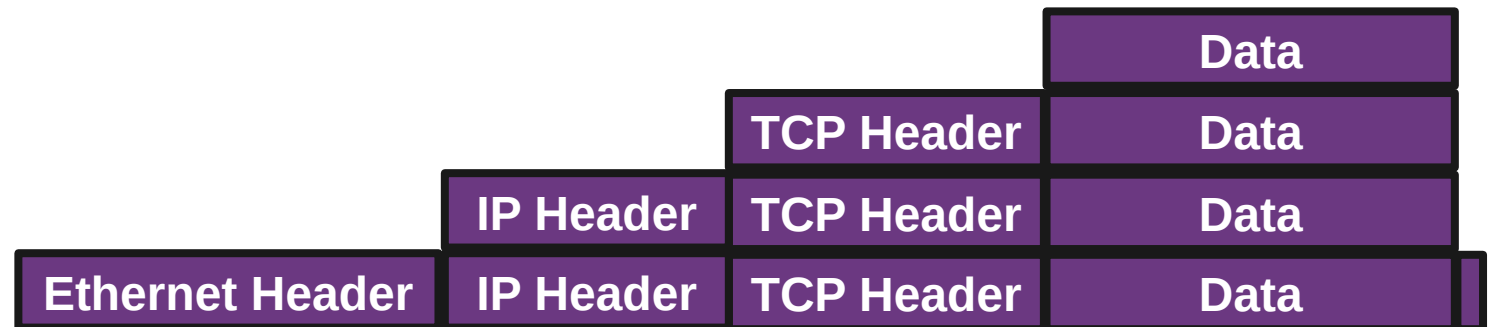 Data
TCP Header Data
IP Header TCP Header Data
Ethernet Header IP Header TCP Header Data